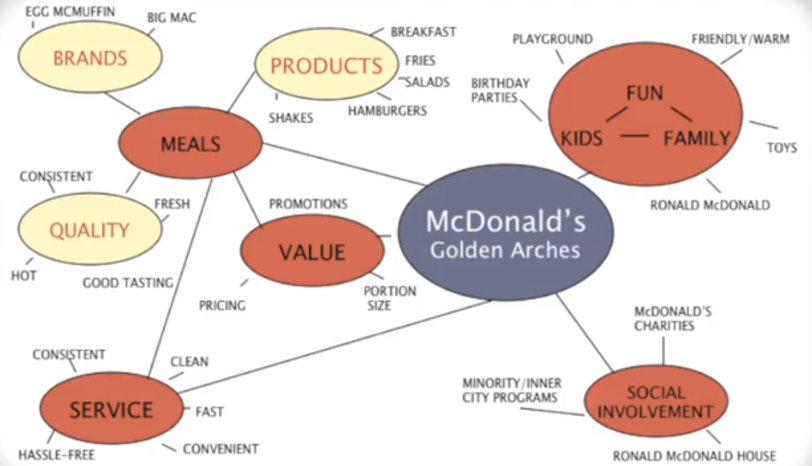 EGG MCMUFFIN
BIG MAC
BRANDS
BREAKFAST
FRIES
SALADS
PRODUCTS
SHAKES
HAMBURGERS
PLAYGROUND
FRIENDLY/WARM
BIRTHDAY
PARTIES
FUN
KIDS
FAMILY
TOYS
RONALD McDONALD
MEALS
CONSISTENT
FRESH
QUALITY
HOT
GOOD TASTING
PROMOTIONS
VALUE
PRICING
PORTION
SIZE
McDonald's
Golden Arches
CONSISTENT
CLEAN
SERVICE
FAST
HASSLE-FREE
CONVENIENT
McDONALD'S
CHARITIES
MINORITY/INNER
CITY PROGRAMS
SOCIAL
INVOLVEMENT
RONALD McDONALD HOUSE